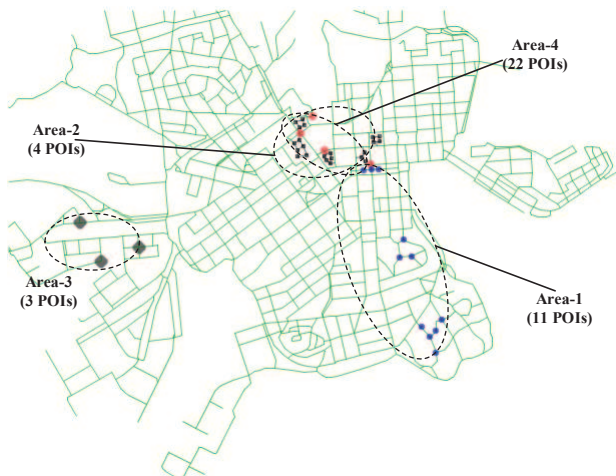 Area-4
(22 POIs)
Area-2
(4 POIs)
Area-3
(3 POIs)
Area-1
(11 POIs)